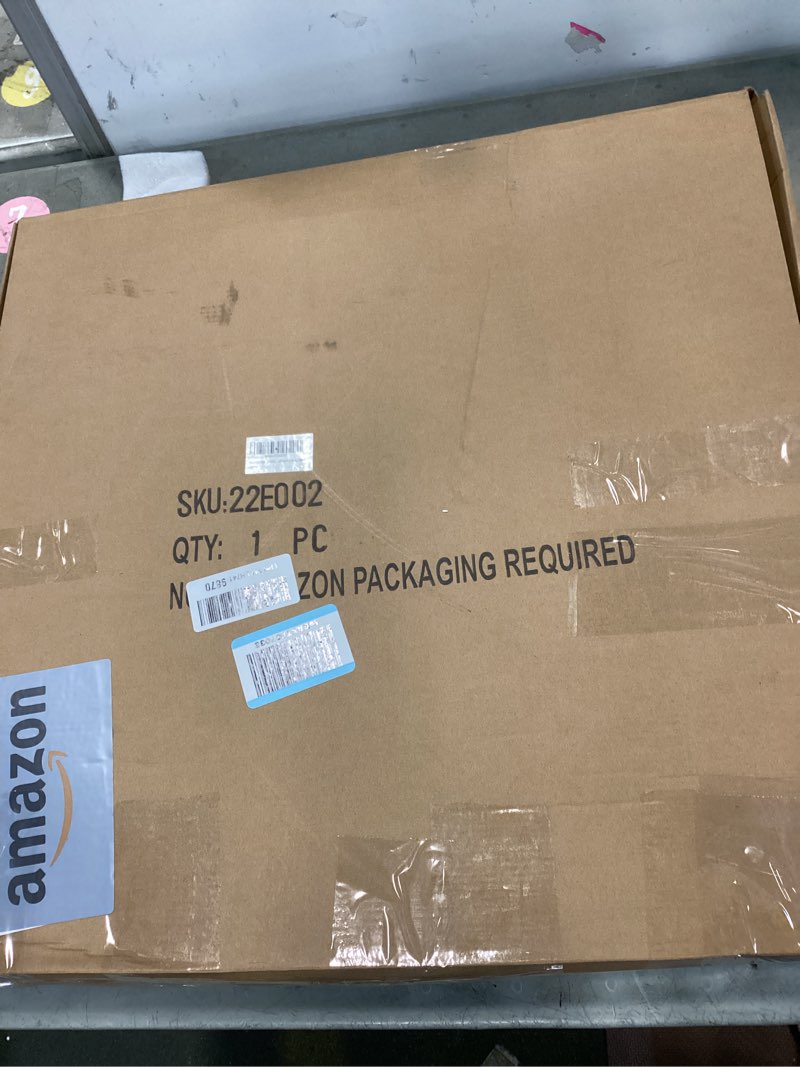 SKU:22E002
QTY: 1 PC
ZON PACKAGING REQUIRED
amazon